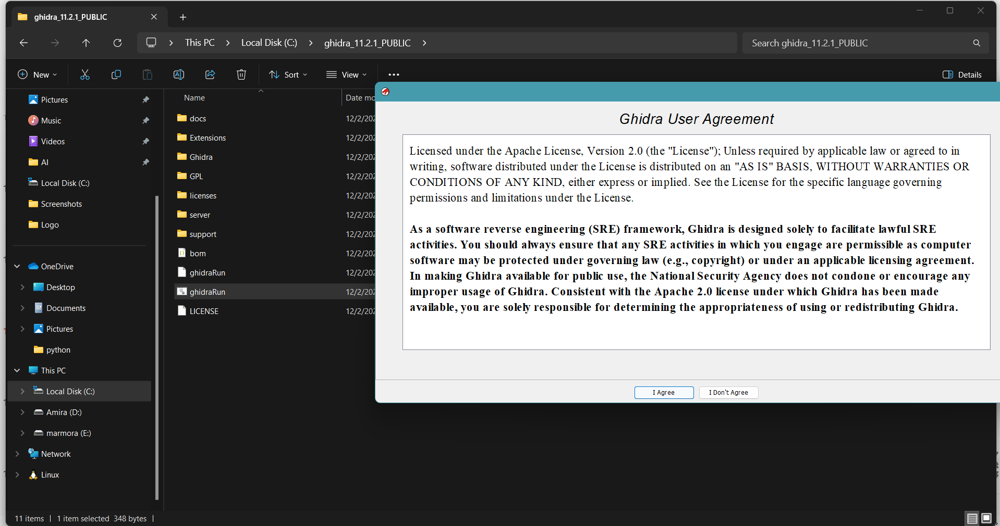 ghidra_11.2.1_PUBLIC
This PC
Local Disk (C:)
ghidra_11.2.1_PUBLIC
Search ghidra_11.2.1_PUBLIC
New
Sort
View
Details
Pictures
Music
Videos
AI
Local Disk (C:)
Screenshots
Logo
OneDrive
Desktop
Documents
Pictures
python
This PC
Local Disk (C:)
Amira (D:)
marmora (E:)
Network
Linux
Name
Date mo
docs
12/2/202
Extensions
12/2/202
Ghidra
12/2/202
GPL
12/2/202
licenses
12/2/202
server
12/2/202
support
12/2/202
bom
12/2/202
ghidraRun
12/2/202
ghidraRun
12/2/202
LICENSE
12/2/202
Ghidra User Agreement
Licensed under the Apache License, Version 2.0 (the "License"); Unless required by applicable law or agreed to in
writing, software distributed under the License is distributed on an "AS IS" BASIS, WITHOUT WARRANTIES OR
CONDITIONS OF ANY KIND, either express or implied. See the License for the specific language governing
permissions and limitations under the License.
As a software reverse engineering (SRE) framework, Ghidra is designed solely to facilitate lawful SRE
activities. You should always ensure that any SRE activities in which you engage are permissible as computer
software may be protected under governing law (e.g., copyright) or under an applicable licensing agreement.
In making Ghidra available for public use, the National Security Agency does not condone or encourage any
improper usage of Ghidra. Consistent with the Apache 2.0 license under which Ghidra has been made
available, you are solely responsible for determining the appropriateness of using or redistributing Ghidra.
I Agree
I Don't Agree
11 items
1 item selected 348 bytes